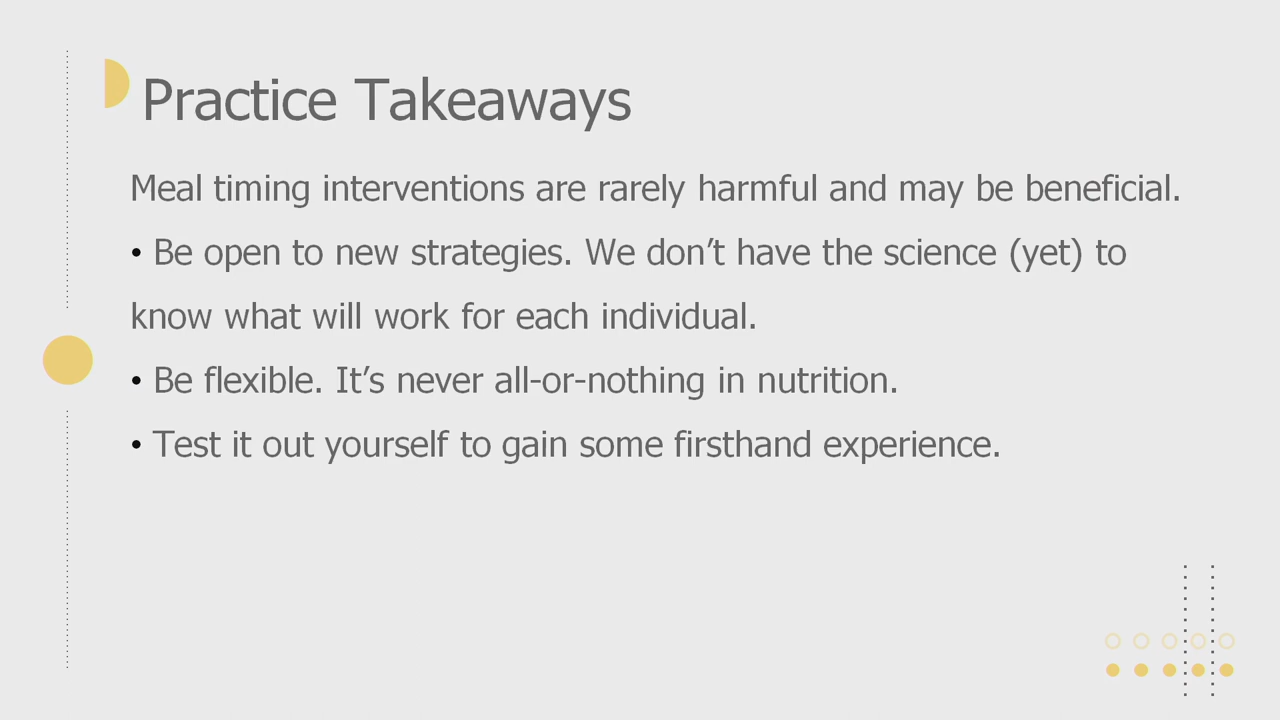 Practice Takeaways
Meal timing interventions are rarely harmful and may be beneficial.
• Be open to new strategies. We don’t have the science (yet) to
know what will work for each individual.
• Be flexible. It’s never all-or-nothing in nutrition.
• Test it out yourself to gain some firsthand experience.